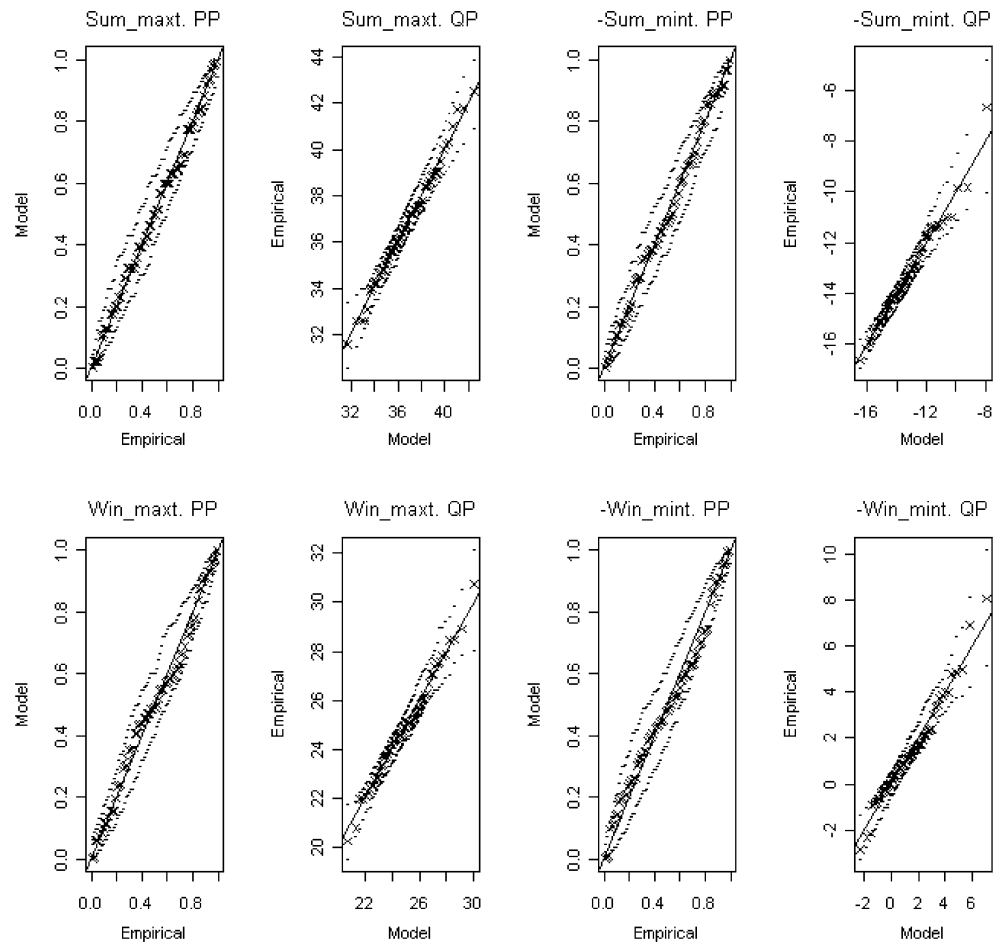 Sum_maxt. PP
Sum_maxt. QP
-Sum_mint. PP
-Sum_mint. QP
Model
1.0
0.8
0.6
0.4
0.2
0.0
0.0 0.4 0.8
Empirical
Empirical
44
42
40
38
36
34
32
32 36 40
Model
Model
1.0
0.8
0.6
0.4
0.2
0.0
0.0 0.4 0.8
Empirical
Empirical
-6
-8
-10
-12
-14
-16
-16 -12 -8
Model
Win_maxt. PP
Win_maxt. QP
-Win_mint. PP
-Win_mint. QP
Model
1.0
0.8
0.6
0.4
0.2
0.0
0.0 0.4 0.8
Empirical
Empirical
32
30
28
26
24
22
20
22 26 30
Model
Model
1.0
0.8
0.6
0.4
0.2
0.0
0.0 0.4 0.8
Empirical
Empirical
10
8
6
4
2
0
-2
-2 0 2 4 6
Model